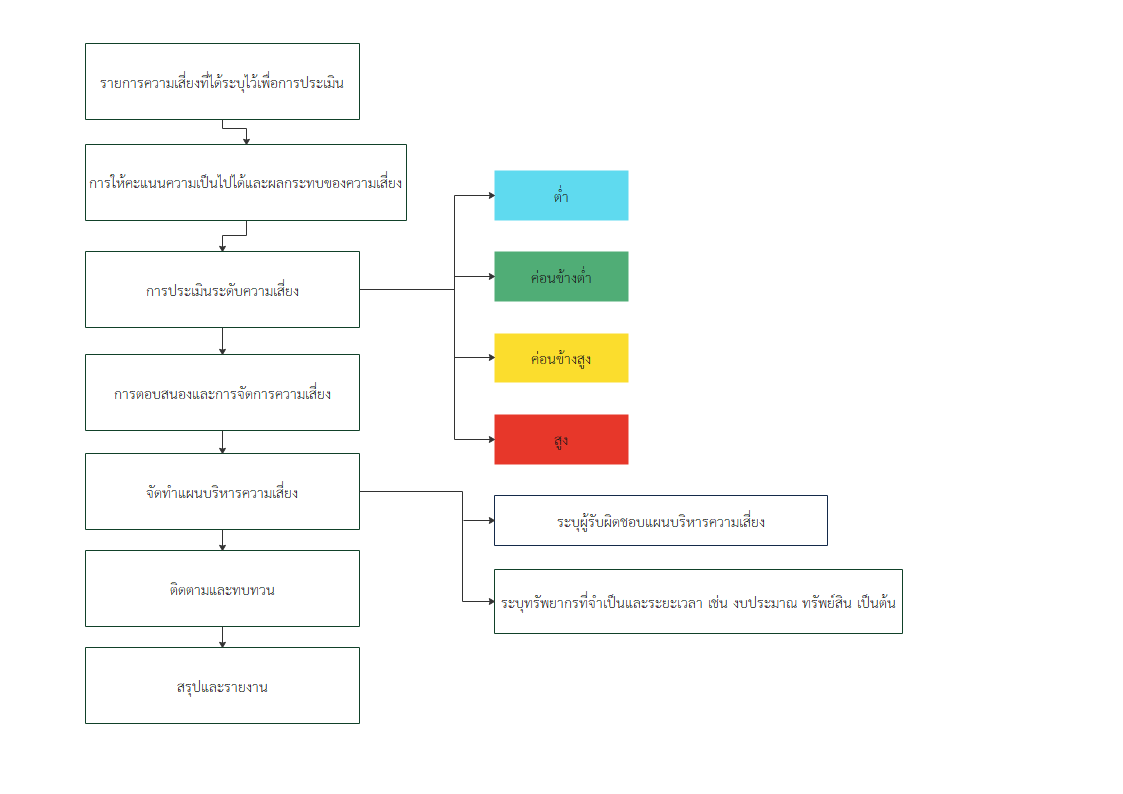 รายการความเสี่ยงที่ได้ระบุไว้เพื่อการประเมิน
การให้คะแนนความเป็นไปได้และผลกระทบของความเสี่ยง
การประเมินระดับความเสี่ยง
ต่ำ
ค่อนข้างต่ำ
ค่อนข้างสูง
สูง
การตอบสนองและการจัดการความเสี่ยง
จัดทำแผนบริหารความเสี่ยง
ระบุผู้รับผิดชอบแผนบริหารความเสี่ยง
ระบุทรัพยากรที่จำเป็นและระยะเวลา เช่น งบประมาณ ทรัพย์สิน เป็นต้น
ติดตามและทบทวน
สรุปและรายงาน